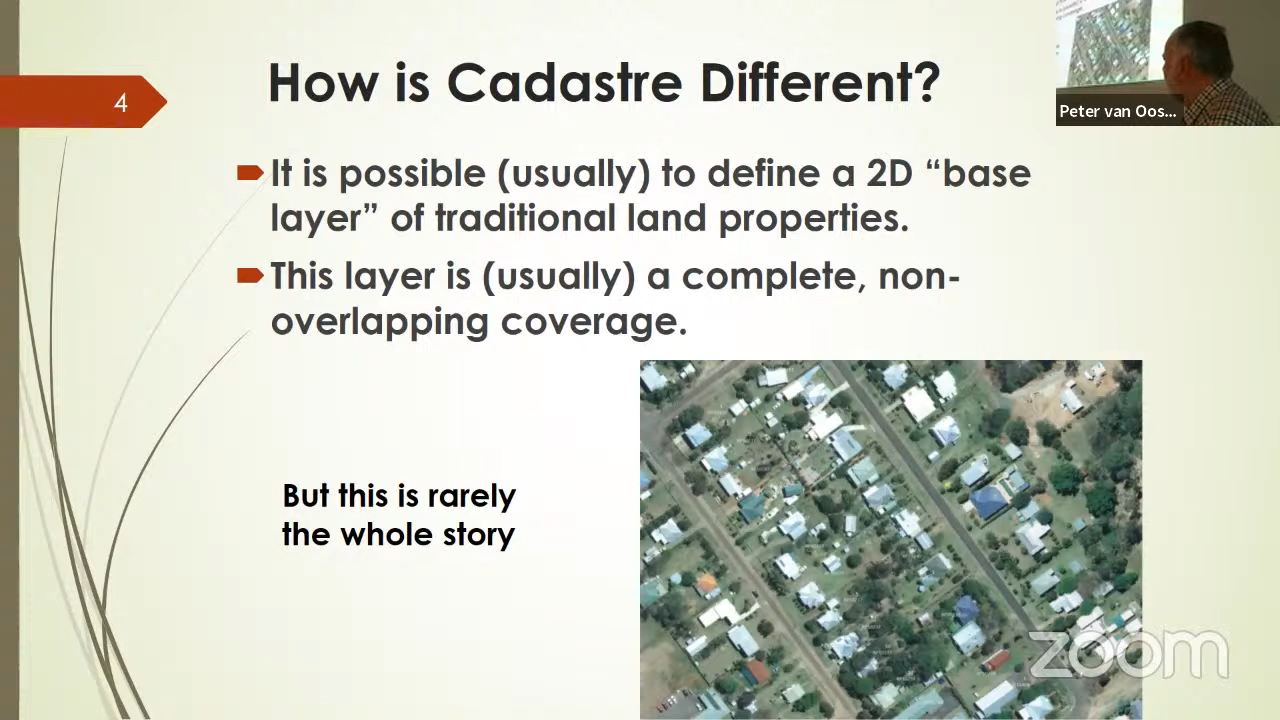 How is Cadastre Different?
4
It is possible (usually) to define a 2D “base
layer” of traditional land properties.
This layer is (usually) a complete, non-
overlapping coverage.
But this is rarely
the whole story
Peter van Oos...
zoom